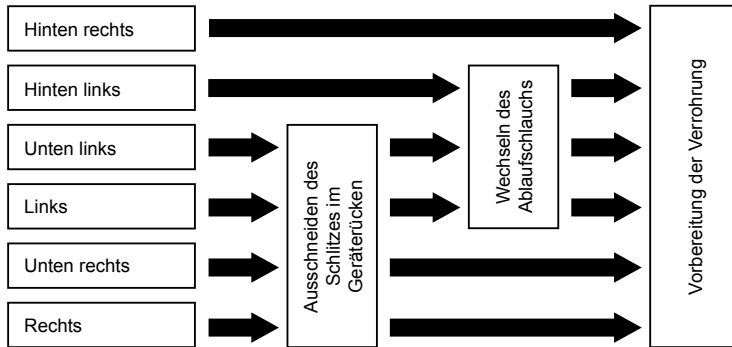 Hinten rechts
Hinten links
Unten links
Links
Unten rechts
Rechts
Ausschneiden des
Schlitzes im
Geräterücken
Wechseln des
Ablaufschlauchs
Vorbereitung der Verrohrung